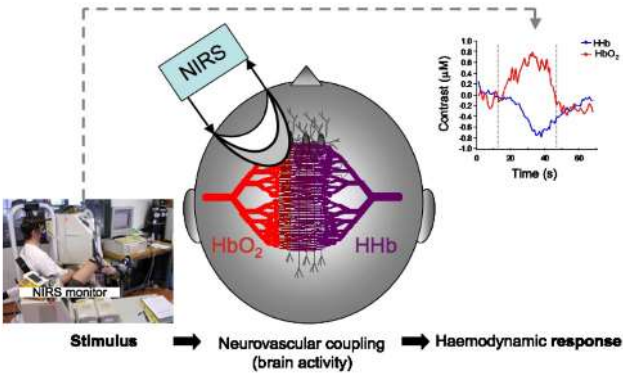 NIRS
HHb
HbO2
Contrast (µM)
1.0
0.8
0.6
0.4
0.2
0.0
-0.2
-0.4
-0.6
-0.8
-1.0
0 20 40 60
Time (s)
HbO2
HHb
NIRS monitor
Stimulus
Neurovascular coupling
(brain activity)
Haemodynamic response